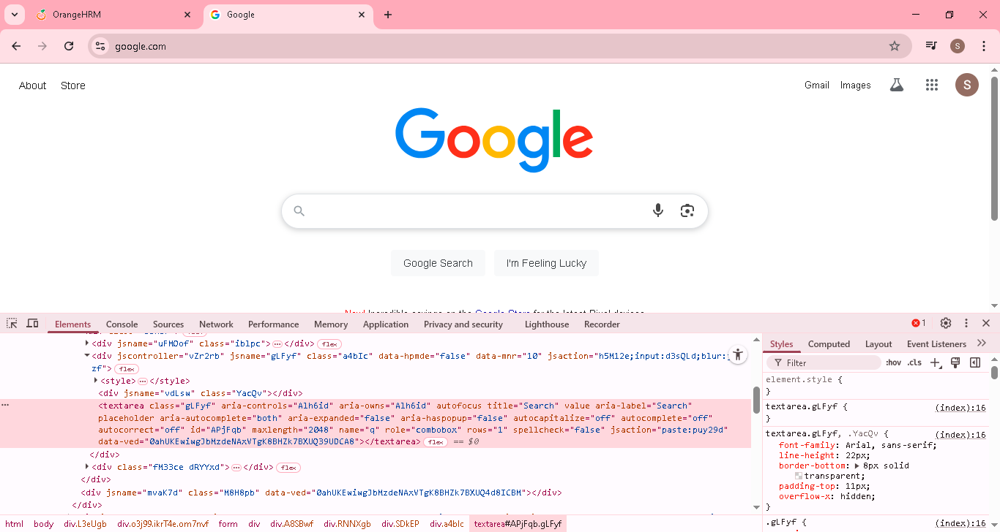 OrangeHRM
Google
google.com
S
About
Store
Gmail
Images
S
Google
Google Search
I'm Feeling Lucky
Google Store for the latest Pixel devices
Elements
Console
Sources
Network
Performance
Memory
Application
Privacy and security
Lighthouse
Recorder
1
<div jsname="uFMOof" class="iblpc"> … </div> flex
<div jscontroller="vZr2rb" jsname="gLFyf" class="a4bIc" data-hpmde="false" data-mnr="10" jsaction="h5M12e;input:d3sQLd;blur:
zf"> flex
<style> … </style>
<div jsname="vdLsw" class="YacQv"></div>
<textarea class="gLFyf" aria-controls="Alh6id" aria-owns="Alh6id" autofocus title="Search" value aria-label="Search"
placeholder aria-autocomplete="both" aria-expanded="false" aria-haspopup="false" autocapitalize="off" autocomplete="off"
autocorrect="off" id="APjFqb" maxlength="2048" name="q" role="combobox" rows="1" spellcheck="false" jsaction="paste:puy29d"
data-ved="0ahUKEwiwgJbMzdeNAxVTgK8BHZk7BXUQ39UDCA8"></textarea> flex == $0
</div>
<div class="fM33ce dRYYxd"> … </div> flex
</div>
<div jsname="mvaK7d" class="M8H8pb" data-ved="0ahUKEwiwgJbMzdeNAxVTgK8BHZk7BXUQ4d8ICBM"></div>
</div>
html body div.L3eUgb div.o3j99.ikrT4e.om7nvf form div div.A8SBwf div.RNNXgb div.SDkEP div.a4bIc textarea#APjFqb.gLFyf
Styles
Computed
Layout
Event Listeners
Filter
:hov
.cls
element.style {
}
textarea.gLFyf {
(index):16
}
textarea.gLFyf, .YacQv {
(index):16
font-family: Arial, sans-serif;
line-height: 22px;
border-bottom: 8px solid
transparent;
padding-top: 11px;
overflow-x: hidden;
}
.gLFyf {
(index):16